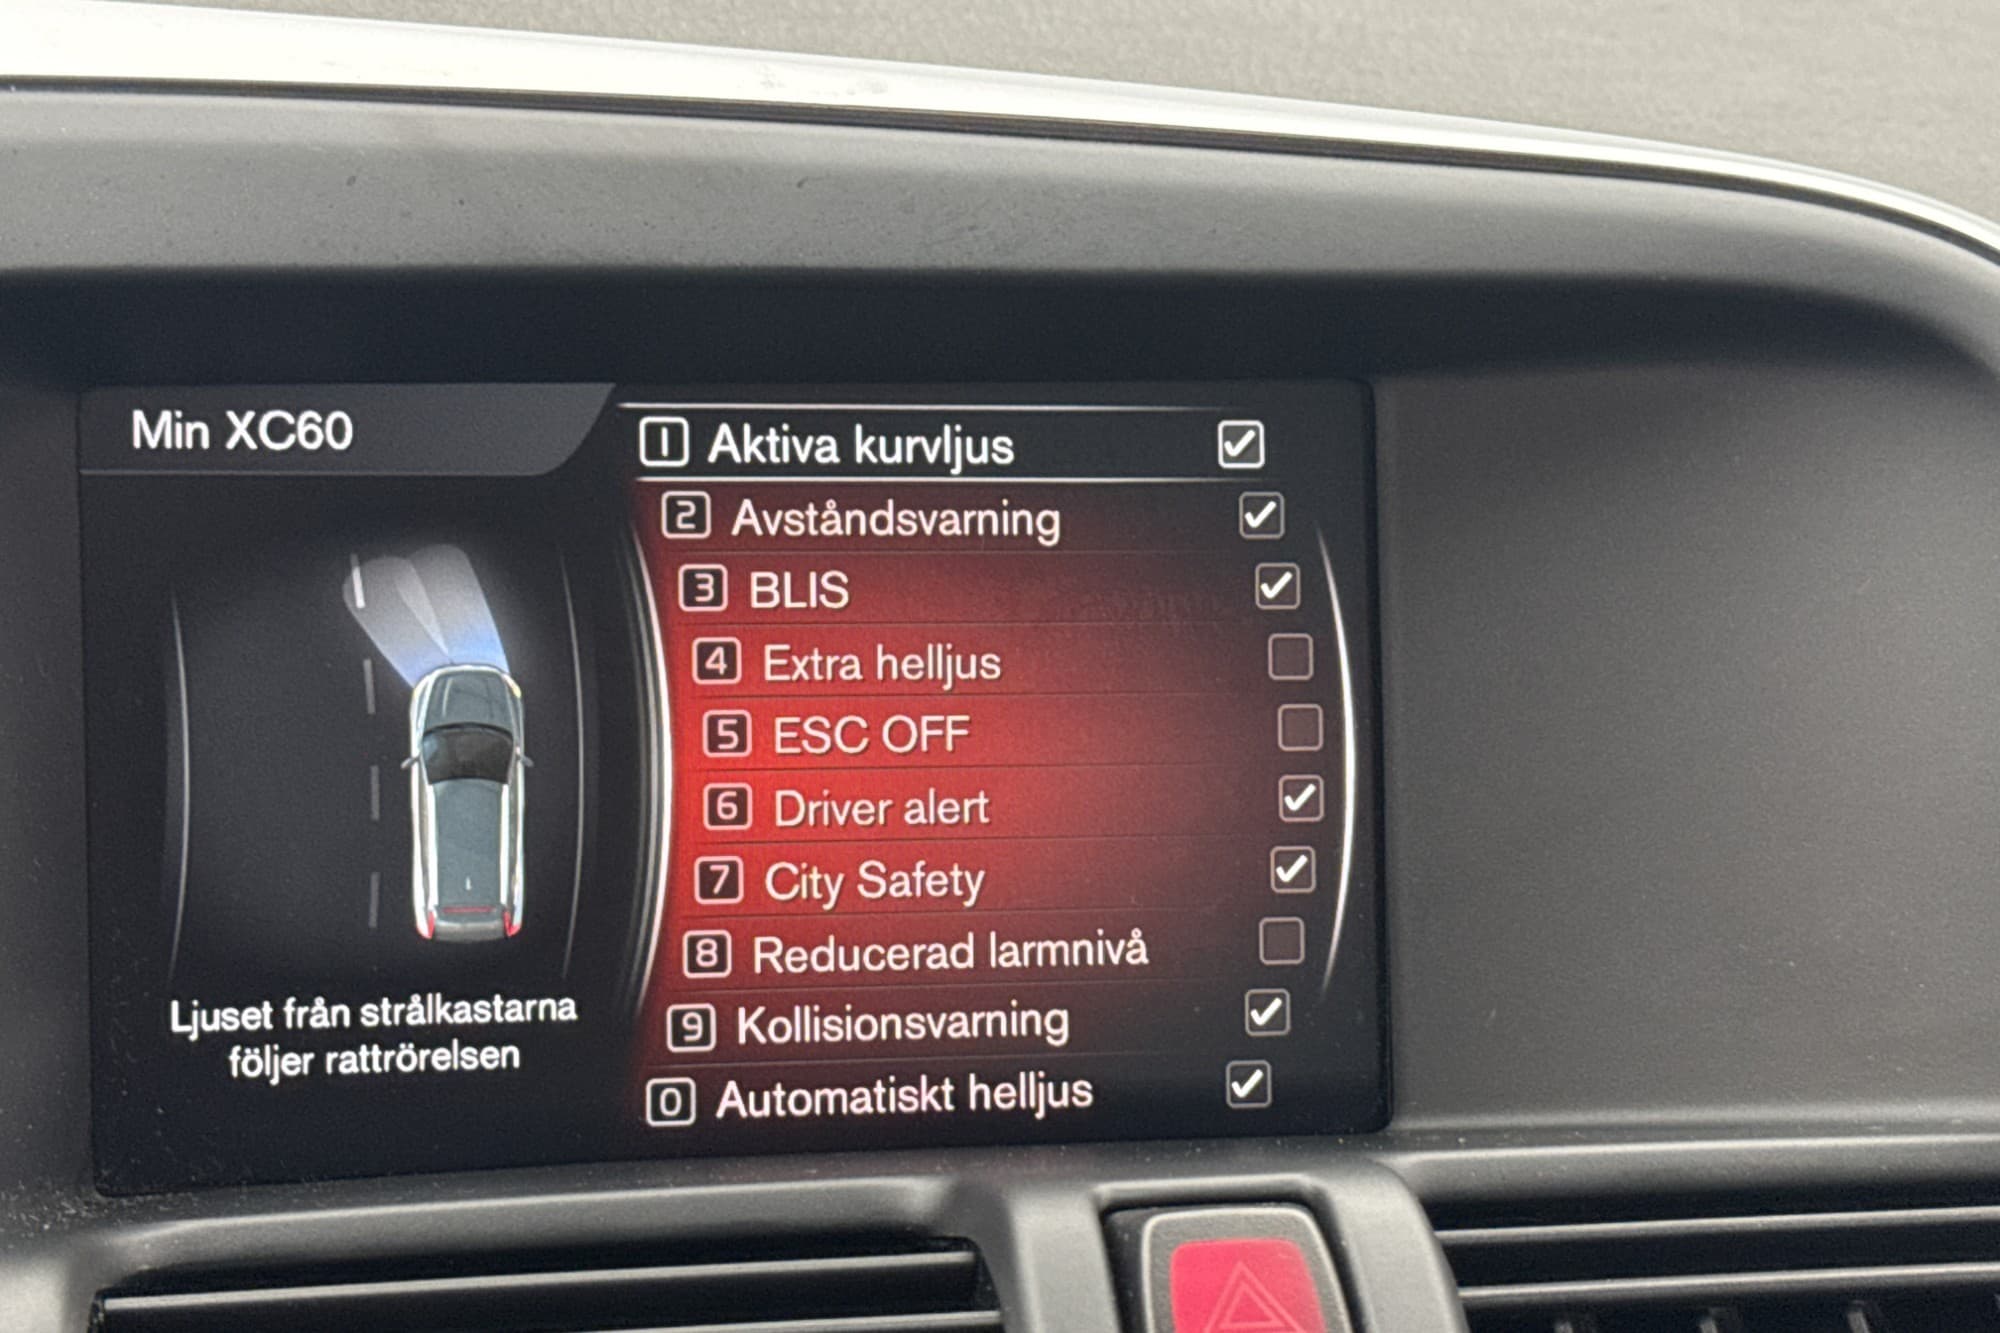 Min XC60
1 Aktiva kurvljus
2 Avståndsvarning
3 BLIS
4 Extra helljus
5 ESC OFF
6 Driver alert
7 City Safety
8 Reducerad larmnivå
9 Kollisionsvarning
0 Automatiskt helljus
Ljuset från strålkastarna
följer rattrörelsen